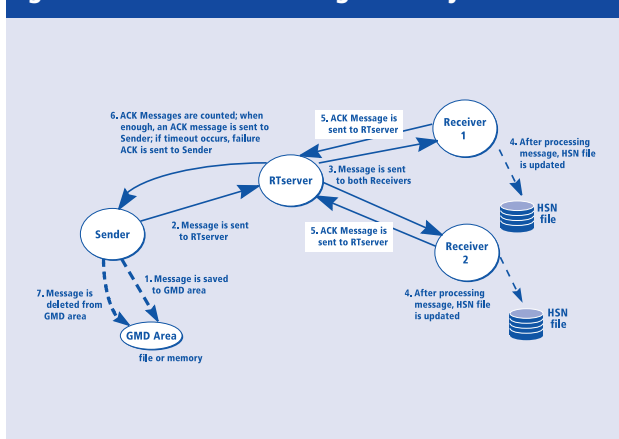 6. ACK Messages are counted; when
enough, an ACK message is sent to
Sender; if timeout occurs, failure
ACK is sent to Sender
5. ACK Message is
sent to RTserver
Receiver
1
4. After processing
message, HSN file
is updated
HSN
file
RTserver
3. Message is sent
to both Receivers
2. Message is sent
to RTserver
5. ACK Message is
sent to RTserver
Sender
Receiver
2
1. Message is saved
to GMD area
7. Message is
deleted from
GMD area
4. After processing
message, HSN file
is updated
HSN
file
GMD Area
file or memory